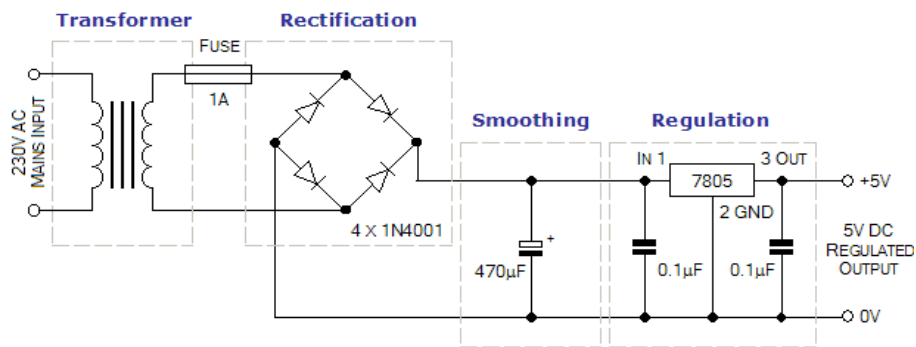 Transformer
Rectification
FUSE
1A
230V AC
MAINS INPUT
4 X 1N4001
Smoothing
+
470µF
Regulation
IN 1
3 OUT
7805
2 GND
0.1µF
0.1µF
+5V
5V DC
REGULATED
OUTPUT
0V